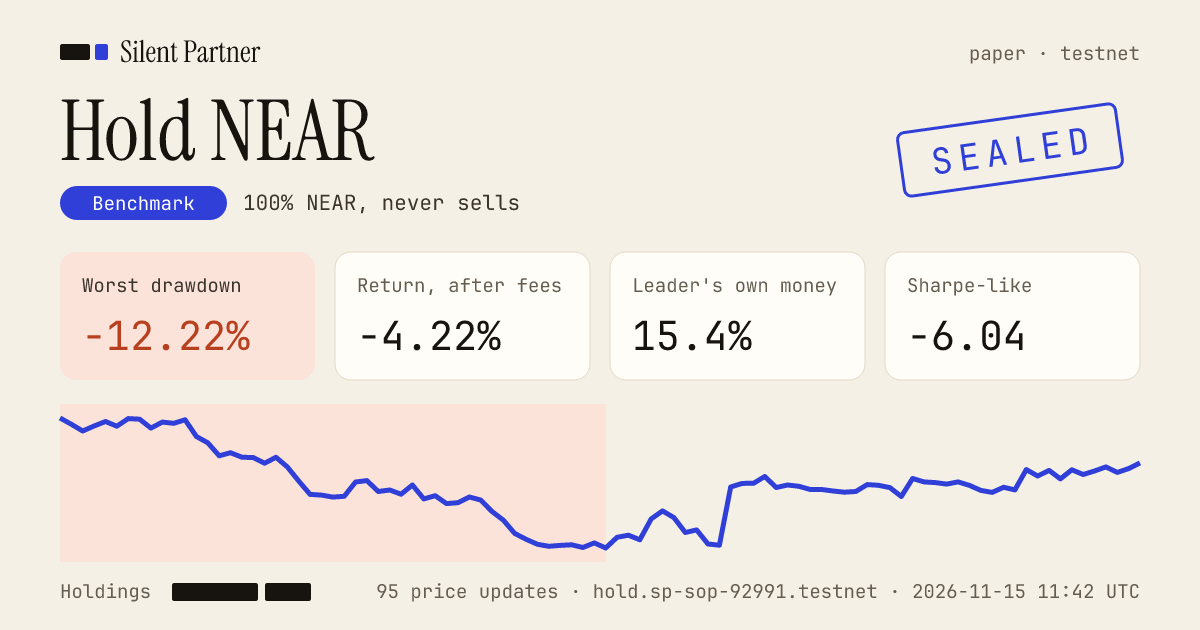 Silent Partner
paper · testnet
Hold NEAR
SEALED
Benchmark 100% NEAR, never sells
Worst drawdown
-12.22%
Return, after fees
-4.22%
Leader's own money
15.4%
Sharpe-like
-6.04
Holdings
95 price updates · hold.sp-sop-92991.testnet · 2026-11-15 11:42 UTC